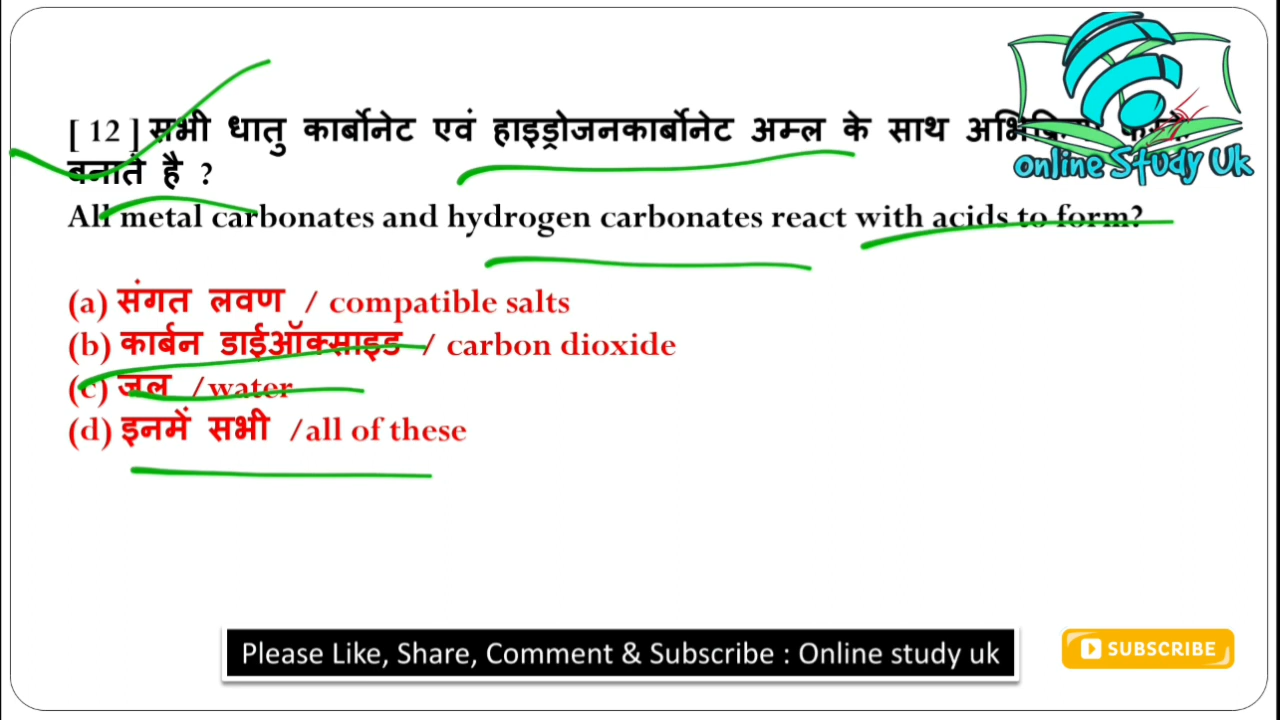 [ 12 ] सभी धातु कार्बोनेट एवं हाइड्रोजनकार्बोनेट अम्ल के साथ
बनाते है ?
All metal carbonates and hydrogen carbonates react with acids to form?
(a) संगत लवण / compatible salts
(b) कार्बन डाईऑक्साइड / carbon dioxide
(c) जल /water
(d) इनमें सभी /all of these
Online Study Uk
Please Like, Share, Comment & Subscribe : Online study uk
SUBSCRIBE